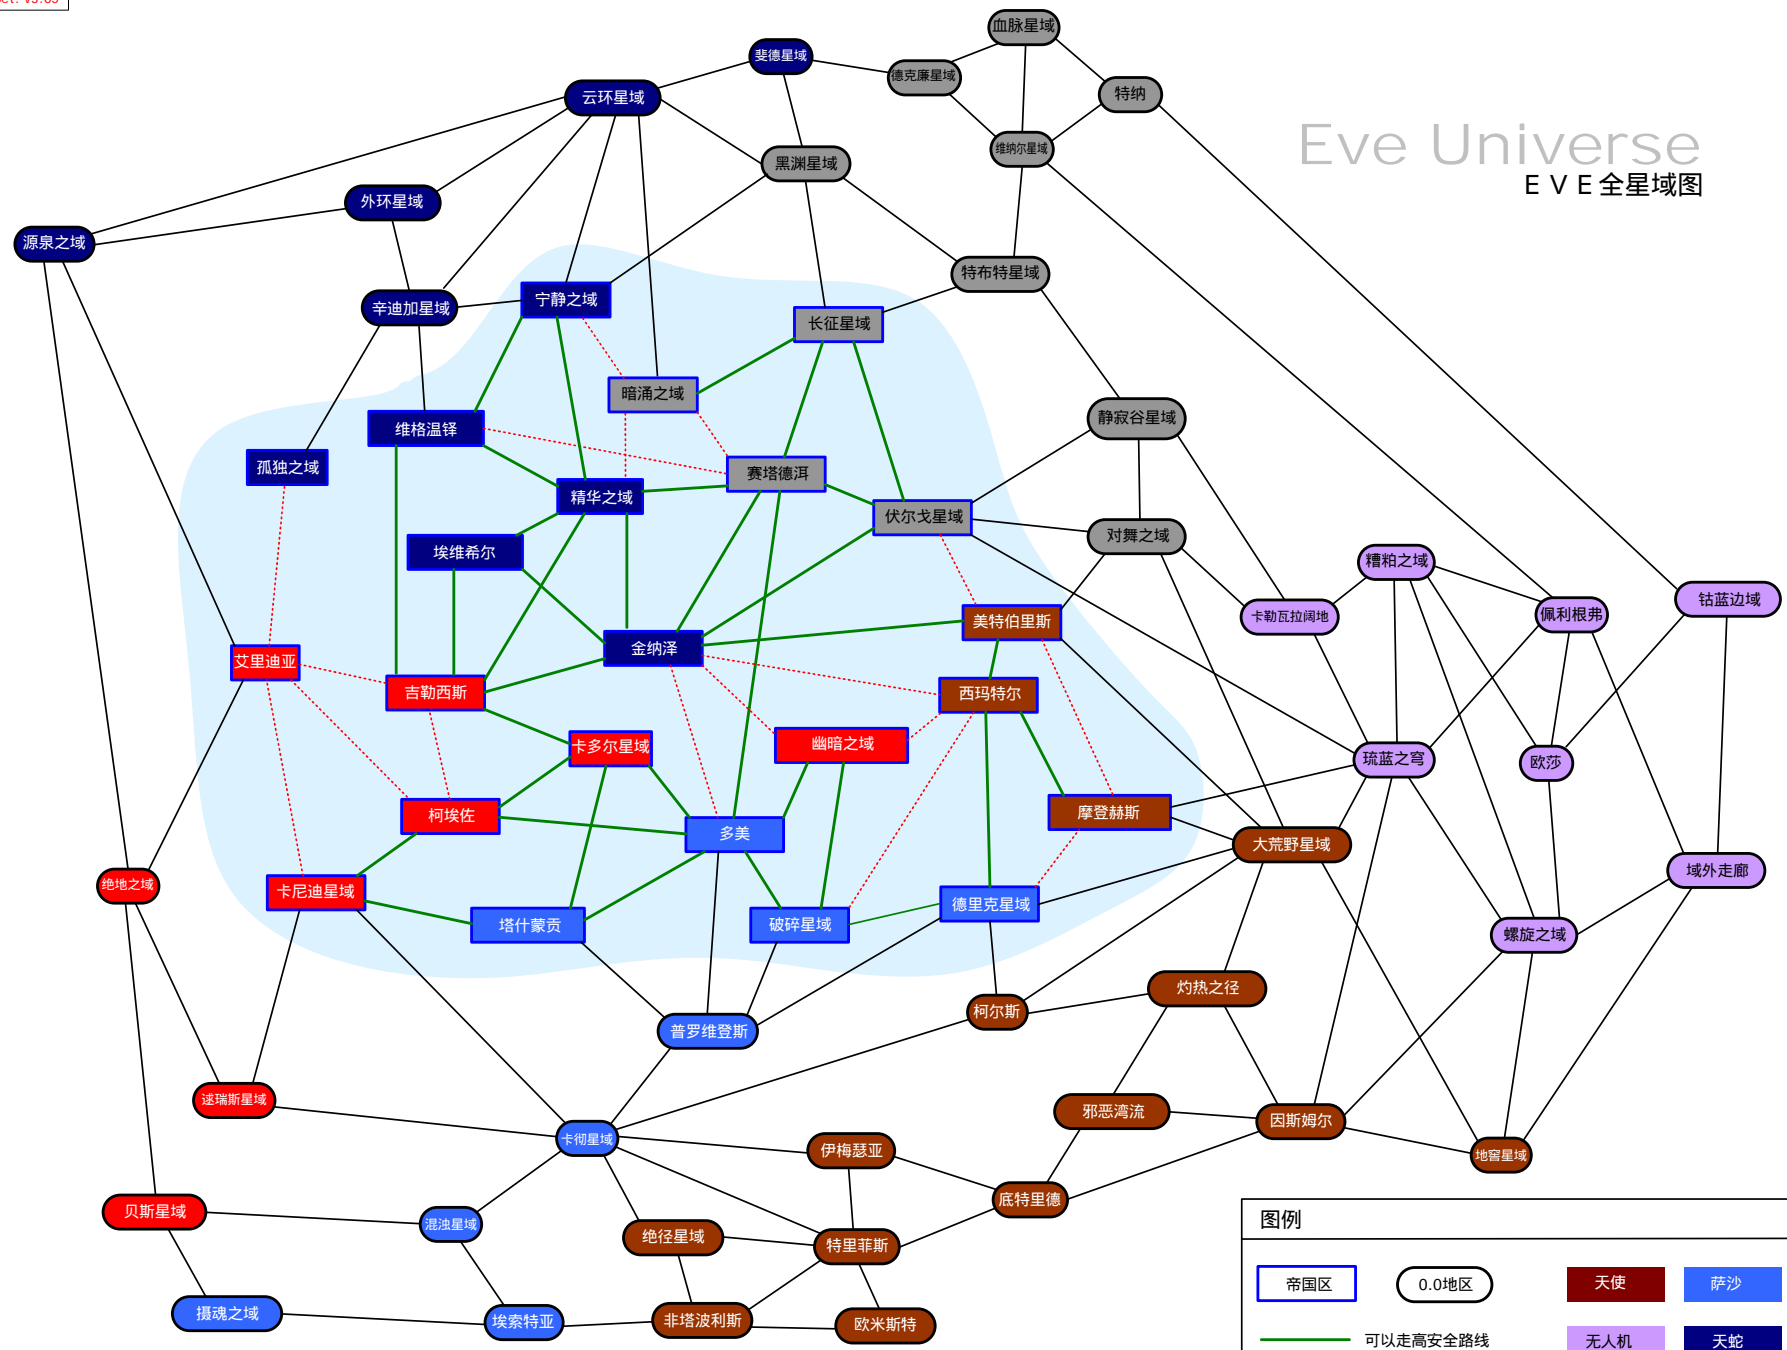 血脉星域
斐德星域
德克廉星域
云环星域
特纳
Eve Universe
维纳尔星域
黑渊星域
EVE全星域图
外环星域
源泉之域
特布特星域
宁静之域
辛迪加星域
长征星域
暗涌之域
静寂谷星域
维格温铎
孤独之域
赛塔德洱
精华之域
伏尔戈星域
对舞之域
埃维希尔
糟粕之域
钴蓝边域
卡勒瓦拉阔地
佩利根弗
美特伯里斯
金纳泽
艾里迪亚
吉勒西斯
西玛特尔
卡多尔星域
幽暗之域
琉蓝之穹
欧莎
柯埃佐
摩登赫斯
多美
大荒野星域
域外走廊
绝地之域
卡尼迪星域
德里克星域
塔什蒙贡
破碎星域
螺旋之域
灼热之径
柯尔斯
普罗维登斯
逑瑞斯星域
邪恶湾流
因斯姆尔
卡彻星域
伊梅瑟亚
地窖星域
底特里德
贝斯星域
混浊星域
绝径星域
特里菲斯
图例
帝国区
0.0地区
天使
萨沙
摄魂之域
埃索特亚
非塔波利斯
欧米斯特
可以走高安全路线
无人机
天蛇